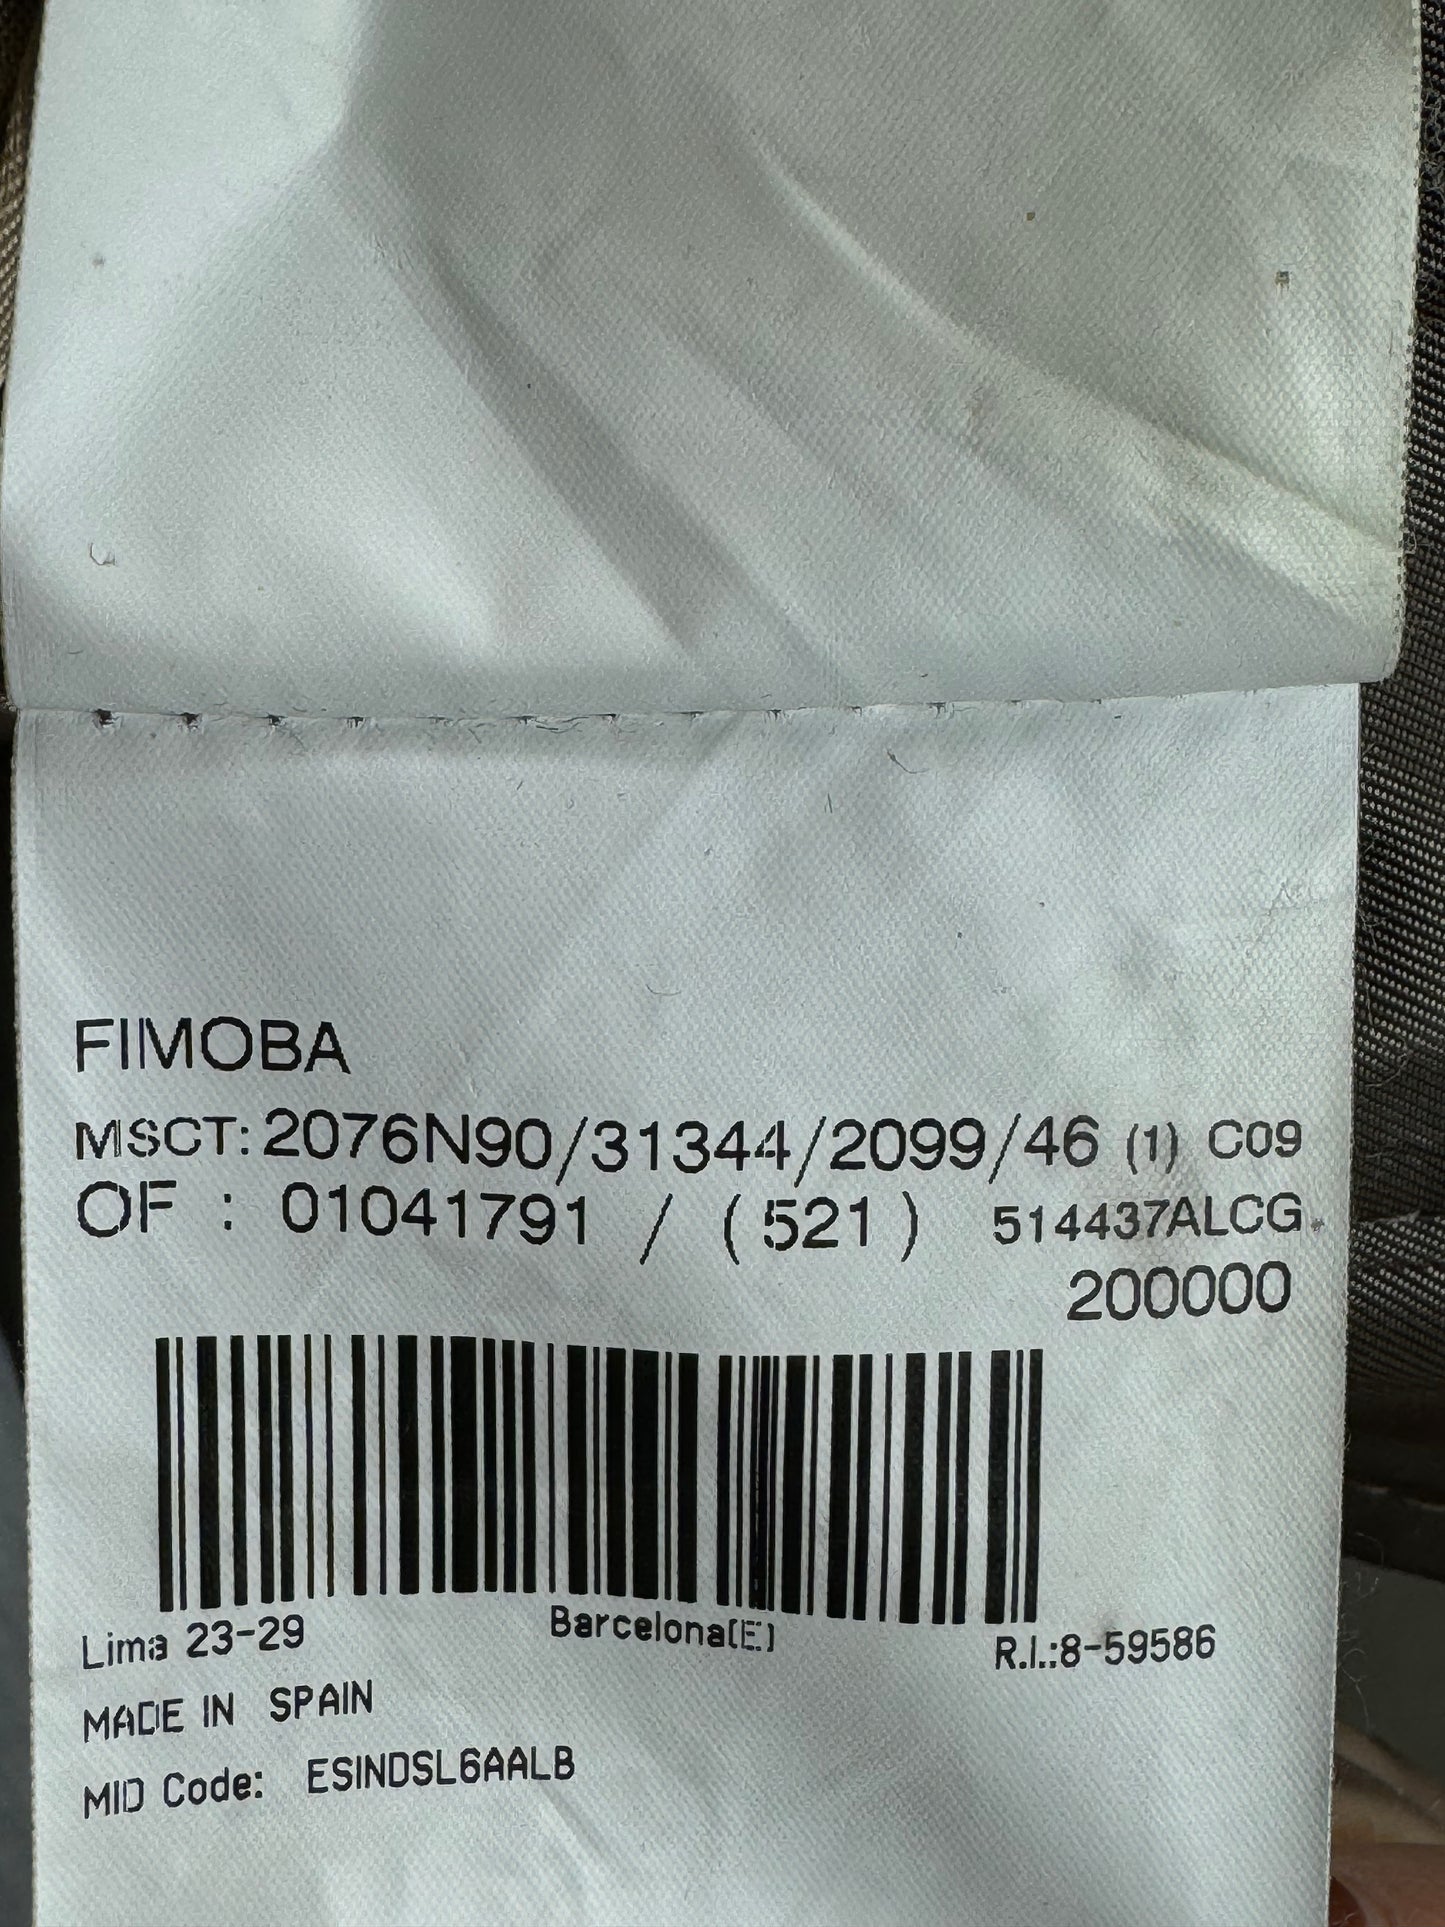 FIMOBA
MSCT: 2076N90/31344/2099/46 (1) C09
OF : 01041791 / (521) 514437ALCG.
200000
Lima 23-29 Barcelona(E) R.I.:8-59586
MADE IN SPAIN
MID Code: ESINDSL6AALB